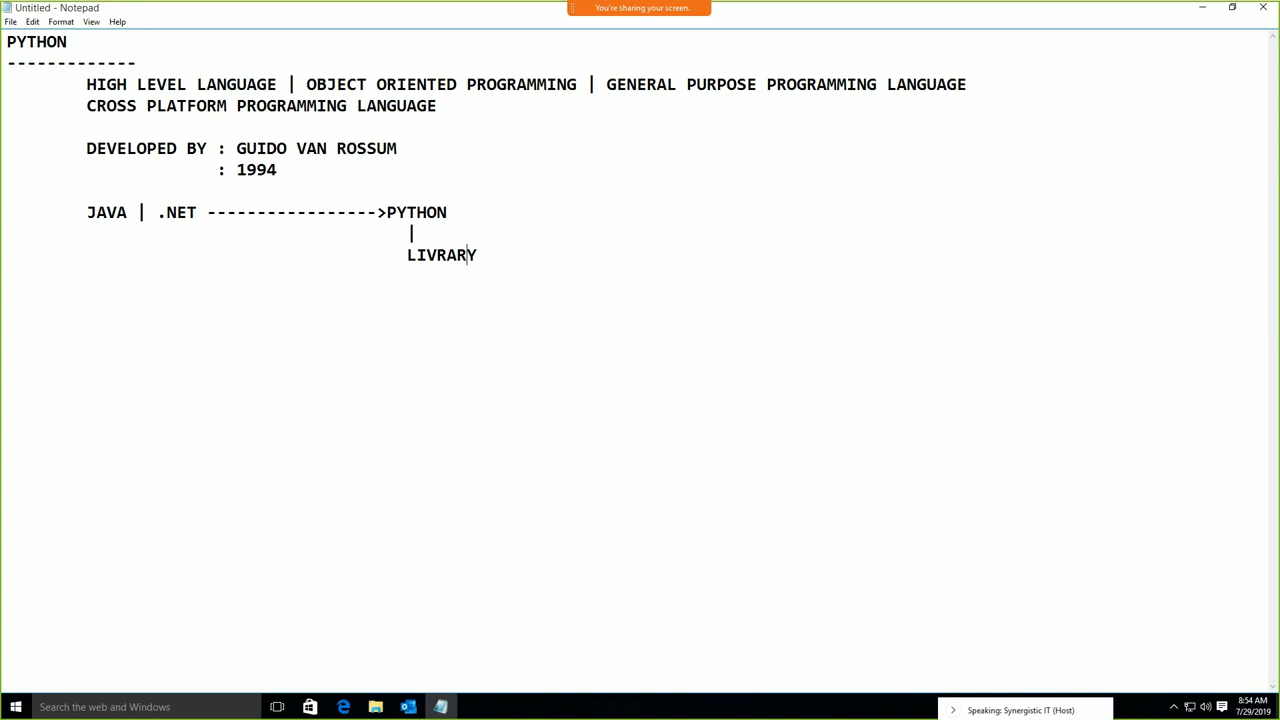 Untitled - Notepad
You're sharing your screen.
File Edit Format View Help
PYTHON
-------------
HIGH LEVEL LANGUAGE | OBJECT ORIENTED PROGRAMMING | GENERAL PURPOSE PROGRAMMING LANGUAGE
CROSS PLATFORM PROGRAMMING LANGUAGE
DEVELOPED BY : GUIDO VAN ROSSUM
: 1994
JAVA | .NET ----------------->PYTHON
|
LIVRARY
Search the web and Windows
Speaking: Synergistic IT (Host)
8:54 AM
7/29/2019